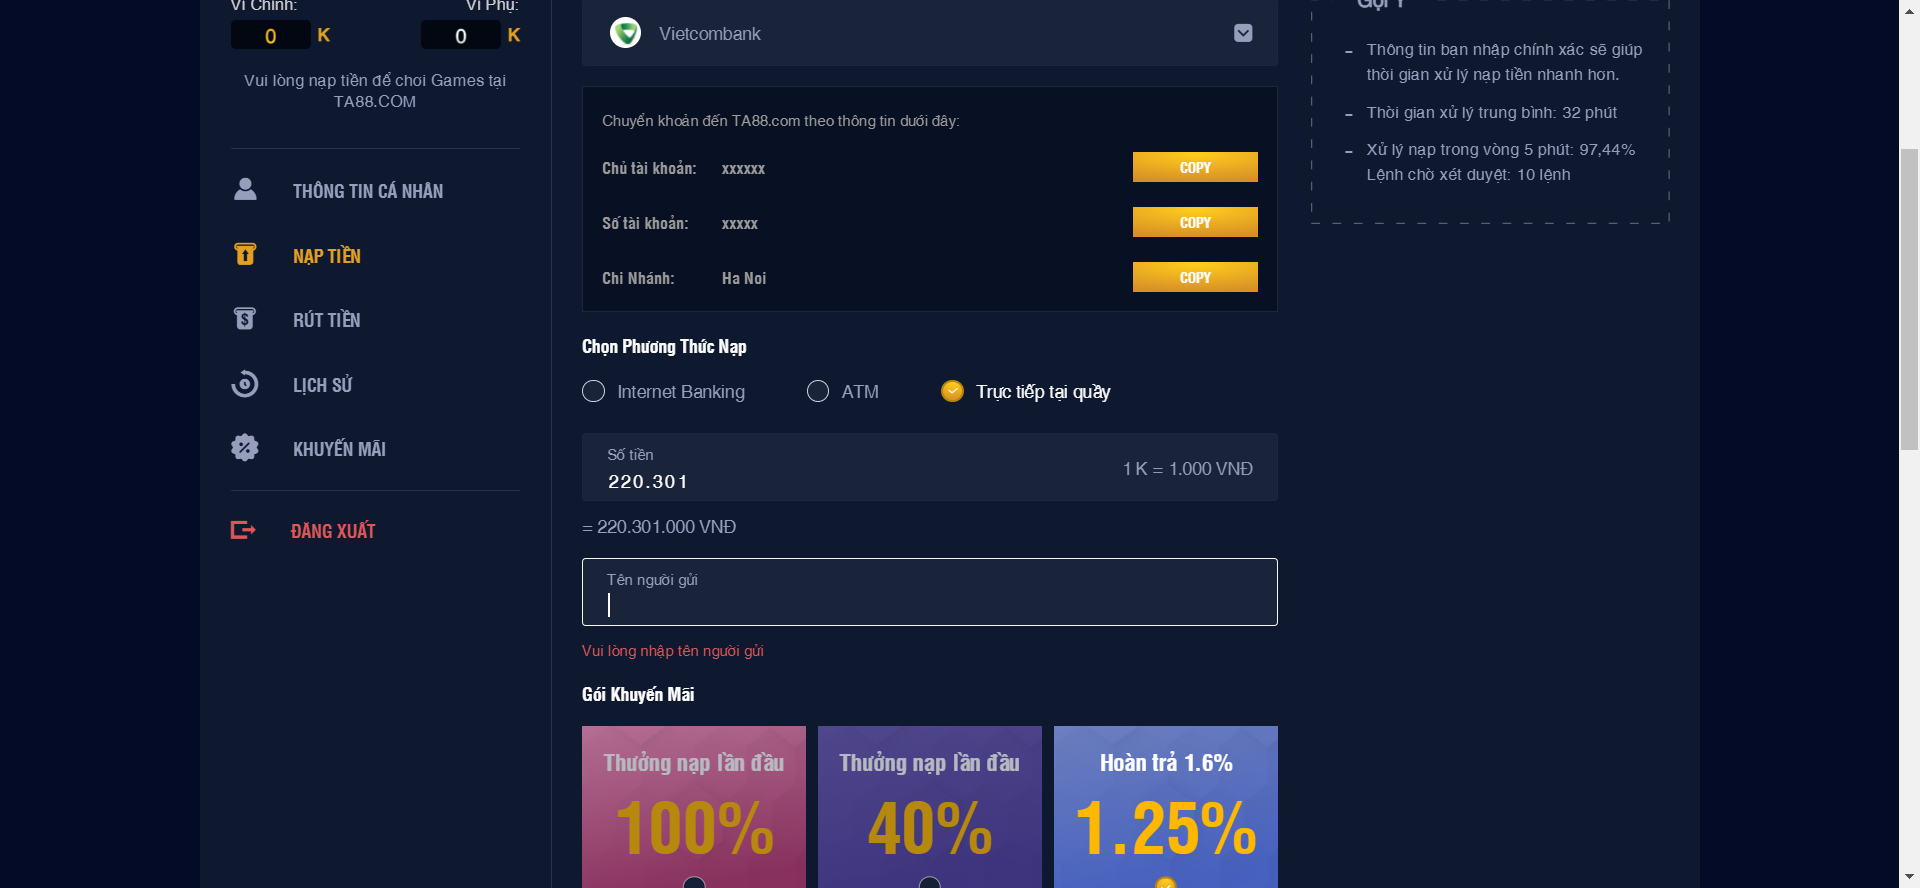 Ví Chính:
Ví Phụ:
0 K
0 K
Vui lòng nạp tiền để chơi Games tại
TA88.COM
THÔNG TIN CÁ NHÂN
NẠP TIỀN
RÚT TIỀN
LỊCH SỬ
KHUYẾN MÃI
ĐĂNG XUẤT
Vietcombank
Chuyển khoản đến TA88.com theo thông tin dưới đây:
Chủ tài khoản: xxxxxx COPY
Số tài khoản: xxxxx COPY
Chi Nhánh: Ha Noi COPY
Chọn Phương Thức Nạp
Internet Banking
ATM
Trực tiếp tại quầy
Số tiền
220.301
1 K = 1.000 VNĐ
= 220.301.000 VNĐ
Tên người gửi
Vui lòng nhập tên người gửi
Gói Khuyến Mãi
Thưởng nạp lần đầu
100%
Thưởng nạp lần đầu
40%
Hoàn trả 1.6%
1.25%
Gợi Ý
- Thông tin bạn nhập chính xác sẽ giúp
thời gian xử lý nạp tiền nhanh hơn.
- Thời gian xử lý trung bình: 32 phút
- Xử lý nạp trong vòng 5 phút: 97,44%
Lệnh chờ xét duyệt: 10 lệnh